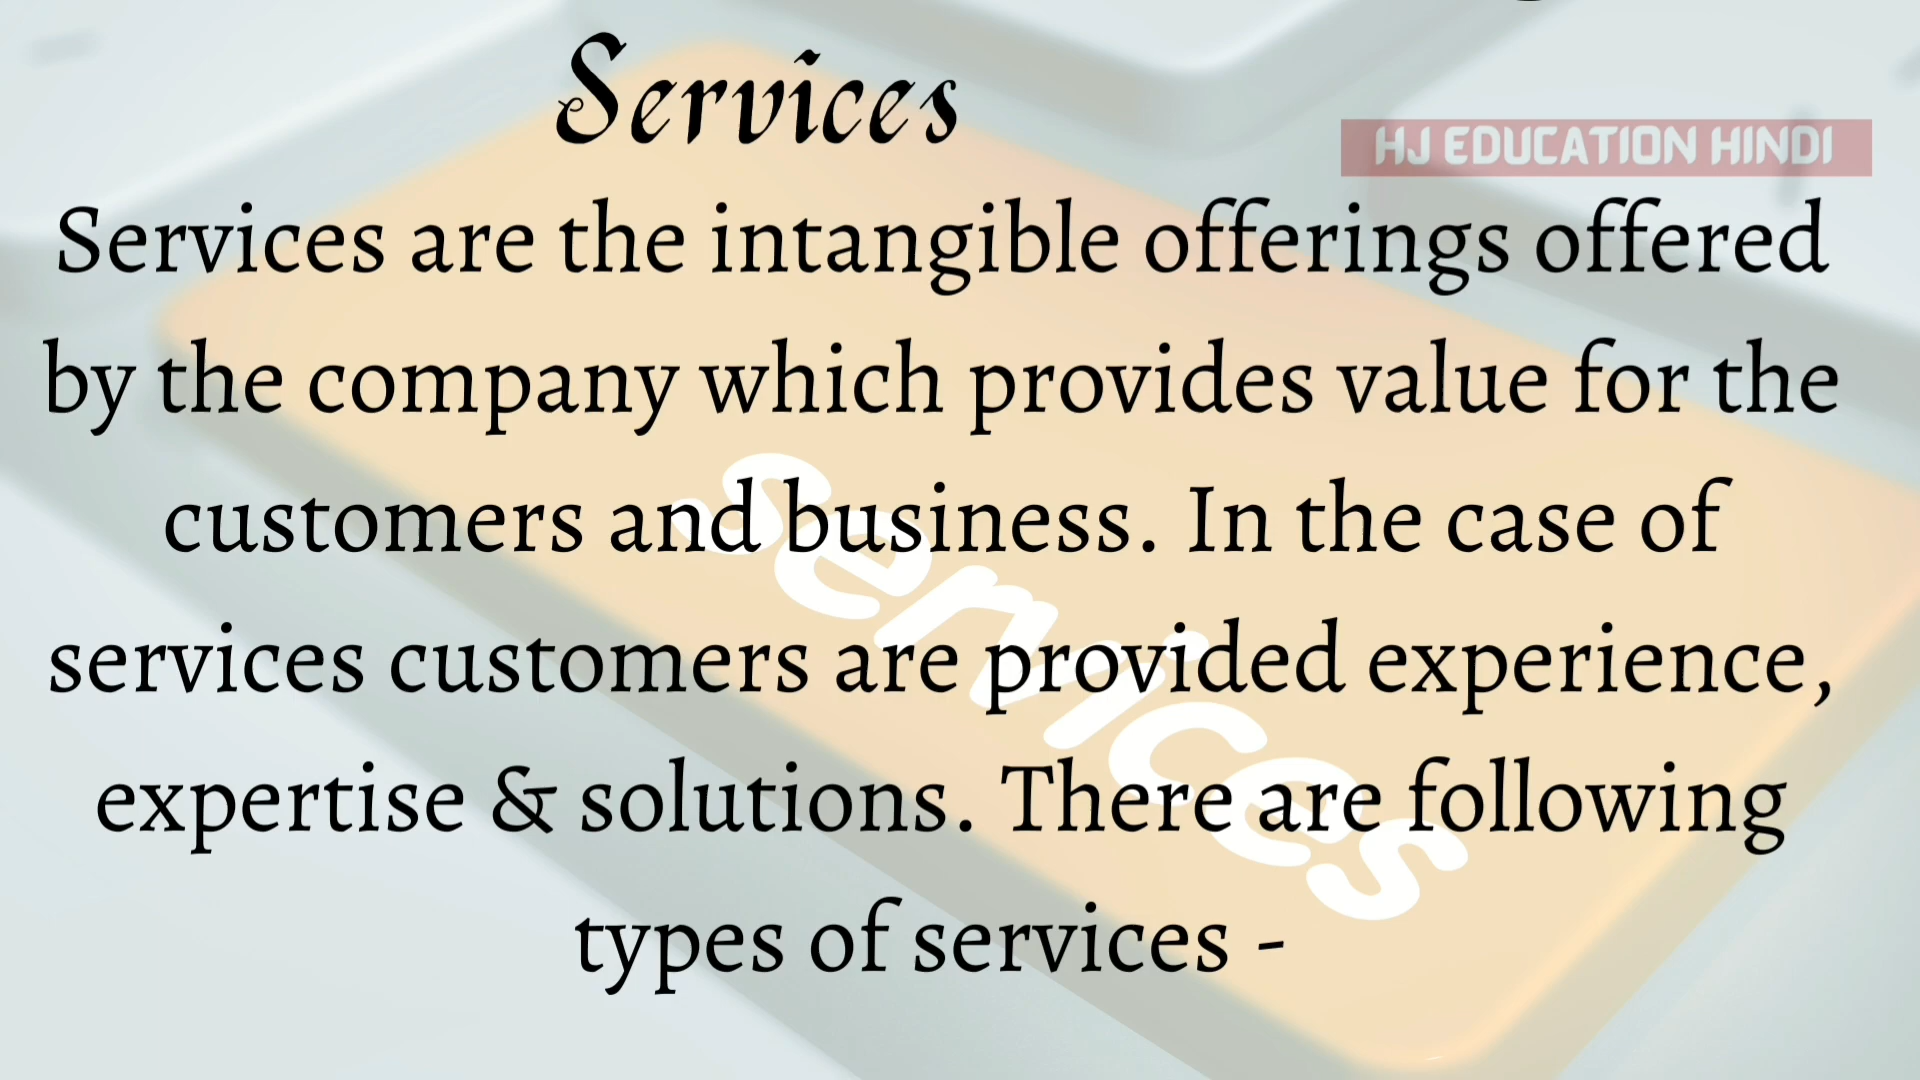 Services
HJ EDUCATION HINDI
Services are the intangible offerings offered
by the company which provides value for the
customers and business. In the case of
services customers are provided experience,
expertise & solutions. There are following
types of services -
services